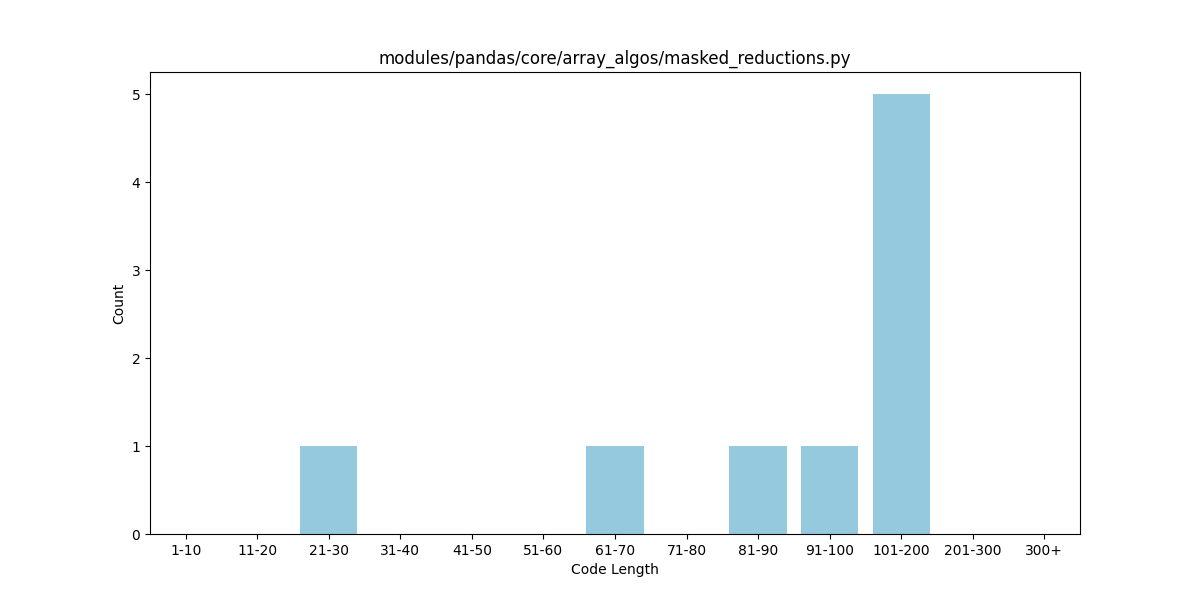 modules/pandas/core/array_algos/masked_reductions.py
Count
5
4
3
2
1
0
1-10 11-20 21-30 31-40 41-50 51-60 61-70 71-80 81-90 91-100 101-200 201-300 300+
Code Length